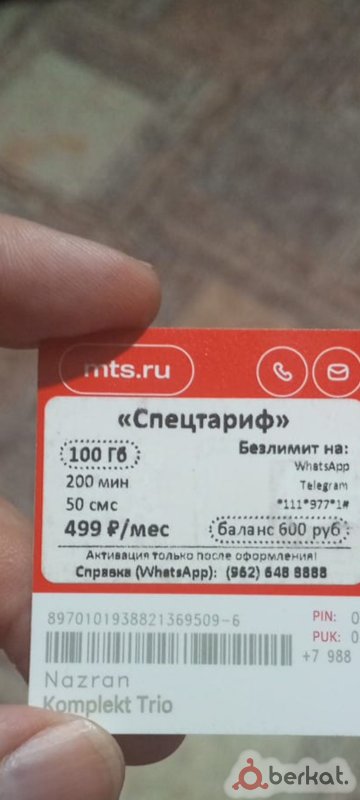 mts.ru
«Спецтариф»
100 Гб
Безлимит на:
WhatsApp
200 мин
Telegram
50 смс
*111*977*1#
499 ₽/мес
баланс 600 руб
Активация только после оформления!
Справка (WhatsApp): (962) 648 8888
8970101938821369509-6
PIN: 0
PUK: 0
+7 988
Nazran
Komplekt Trio
berkat.